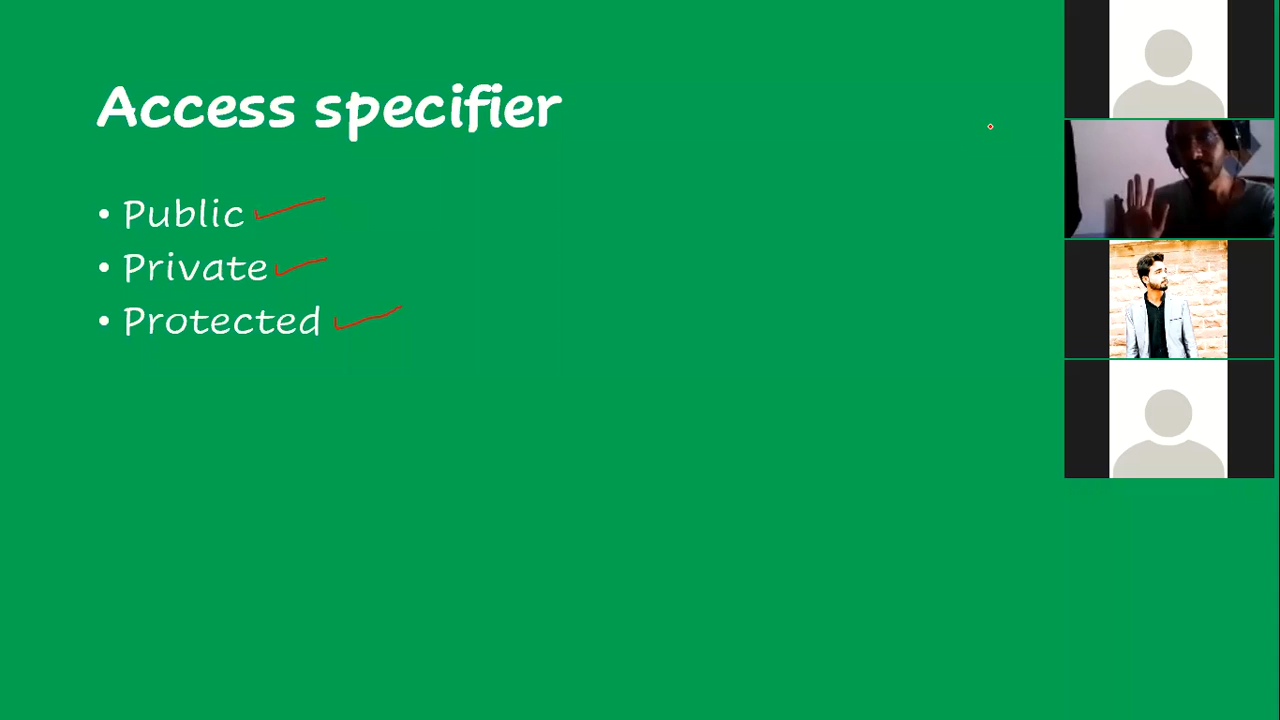 Access specifier
• Public
• Private
• Protected